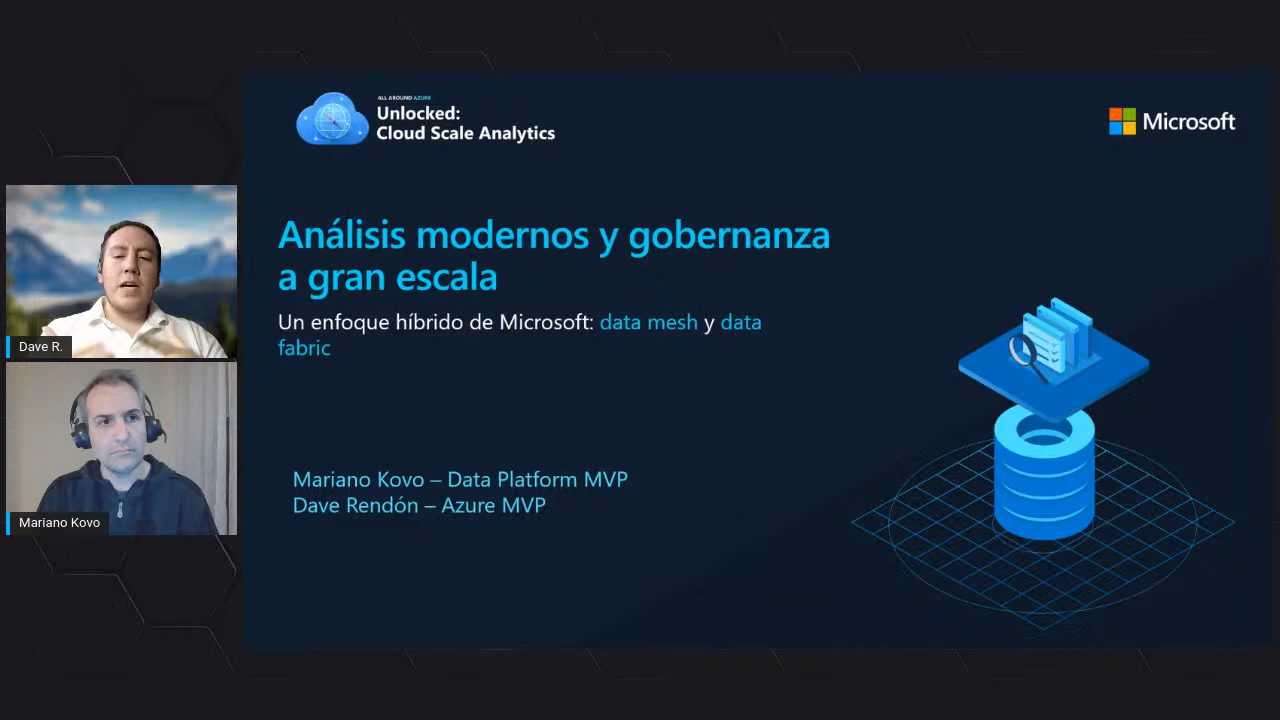 ALL AROUND AZURE
Unlocked:
Cloud Scale Analytics
Microsoft
Análisis modernos y gobernanza
a gran escala
Un enfoque híbrido de Microsoft: data mesh y data
fabric
Dave R.
Mariano Kovo
Mariano Kovo – Data Platform MVP
Dave Rendón – Azure MVP